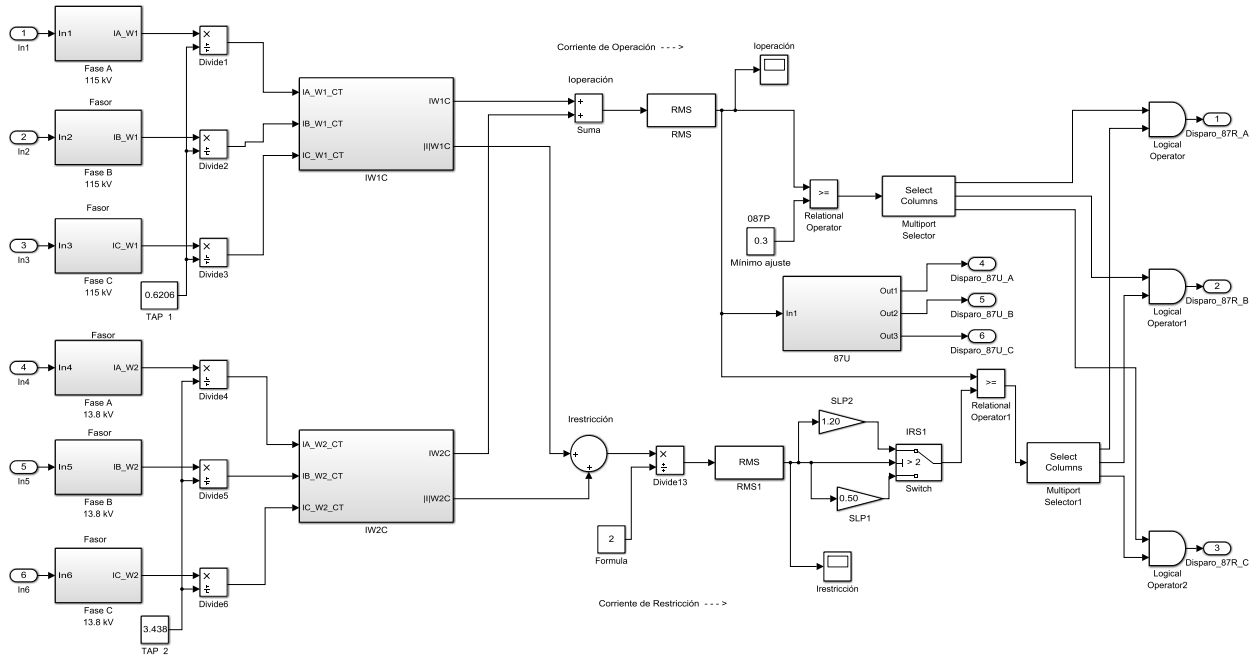 1
In1
In1
IA_W1
Fase A
115 kV
×
÷
Divide1
Fasor
2
In2
In2
IB_W1
Fase B
115 kV
×
÷
Divide2
Fasor
3
In3
In3
IC_W1
Fase C
115 kV
×
÷
Divide3
0.6206
TAP_1
IA_W1_CT
IB_W1_CT
IC_W1_CT
IW1C
|I|W1C
IW1C
Fasor
4
In4
In4
IA_W2
Fase A
13.8 kV
×
÷
Divide4
Fasor
5
In5
In5
IB_W2
Fase B
13.8 kV
×
÷
Divide5
Fasor
6
In6
In6
IC_W2
Fase C
13.8 kV
×
÷
Divide6
3.438
TAP_2
IA_W2_CT
IB_W2_CT
IC_W2_CT
IW2C
|I|W2C
IW2C
Corriente de Operación --->
Ioperación
+
+
Suma
RMS
RMS
Ioperación
087P
0.3
Mínimo ajuste
>=
Relational
Operator
Select
Columns
Multiport
Selector
In1
Out1
Out2
Out3
87U
4
Disparo_87U_A
5
Disparo_87U_B
6
Disparo_87U_C
Irestricción
+
+
2
Formula
×
÷
Divide13
RMS
RMS1
SLP2
1.20
0.50
SLP1
IRS1
> 2
Switch
Irestricción
>=
Relational
Operator1
Select
Columns
Multiport
Selector1
Logical
Operator
1
Disparo_87R_A
Logical
Operator1
2
Disparo_87R_B
Logical
Operator2
3
Disparo_87R_C
Corriente de Restricción --->